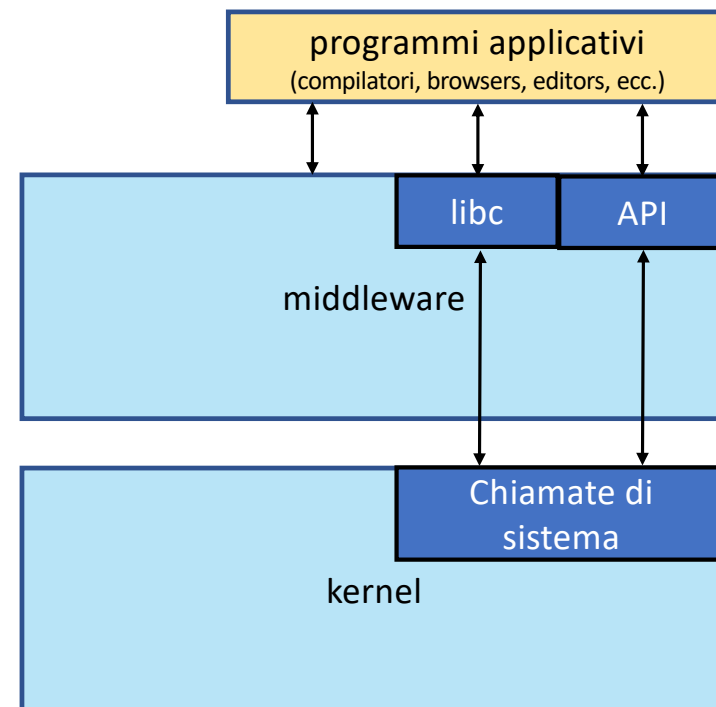 programmi applicativi
(compilatori, browsers, editors, ecc.)
libc
API
middleware
Chiamate di
sistema
kernel